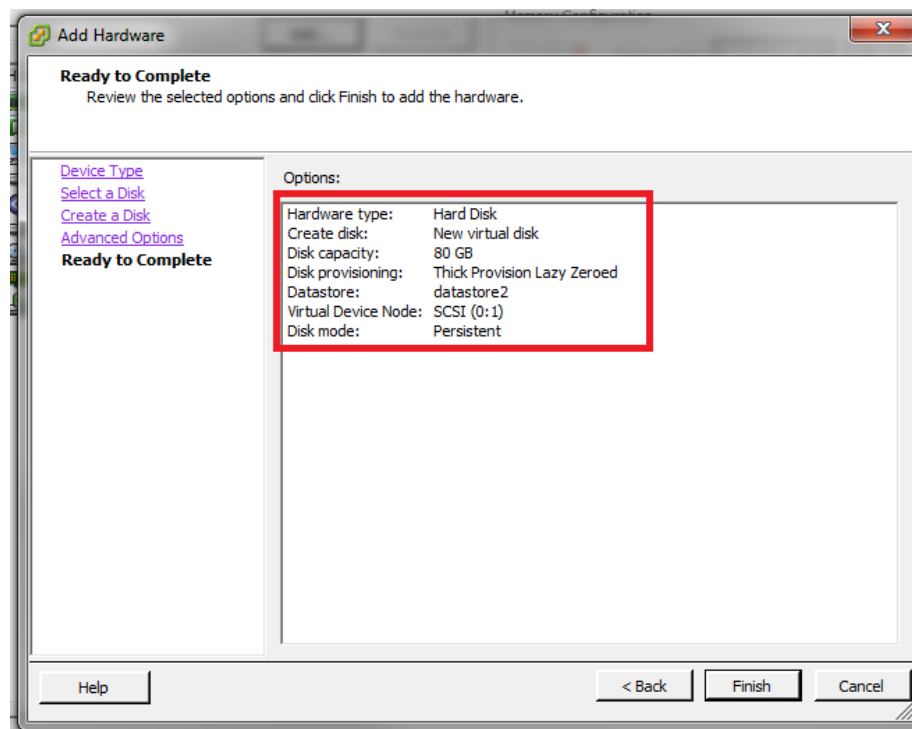 Memory Configuration
Add Hardware
Ready to Complete
Review the selected options and click Finish to add the hardware.
Device Type
Select a Disk
Create a Disk
Advanced Options
Ready to Complete
Options:
Hardware type: Hard Disk
Create disk: New virtual disk
Disk capacity: 80 GB
Disk provisioning: Thick Provision Lazy Zeroed
Datastore: datastore2
Virtual Device Node: SCSI (0:1)
Disk mode: Persistent
Help
< Back
Finish
Cancel